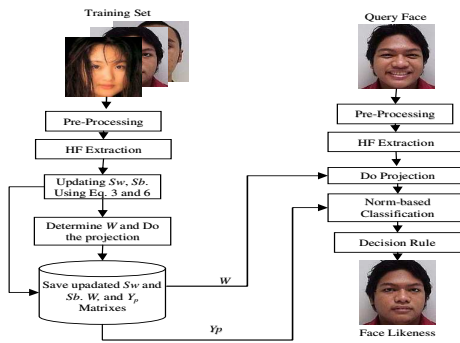 Training Set
Pre-Processing
HF Extraction
Updating Sw, Sb.
Using Eq. 3 and 6
Determine W and Do
the projection
Save upadated Sw and
Sb. W, and Yp
Matrixes
W
Yp
Query Face
Pre-Processing
HF Extraction
Do Projection
Norm-based
Classification
Decision Rule
Face Likeness